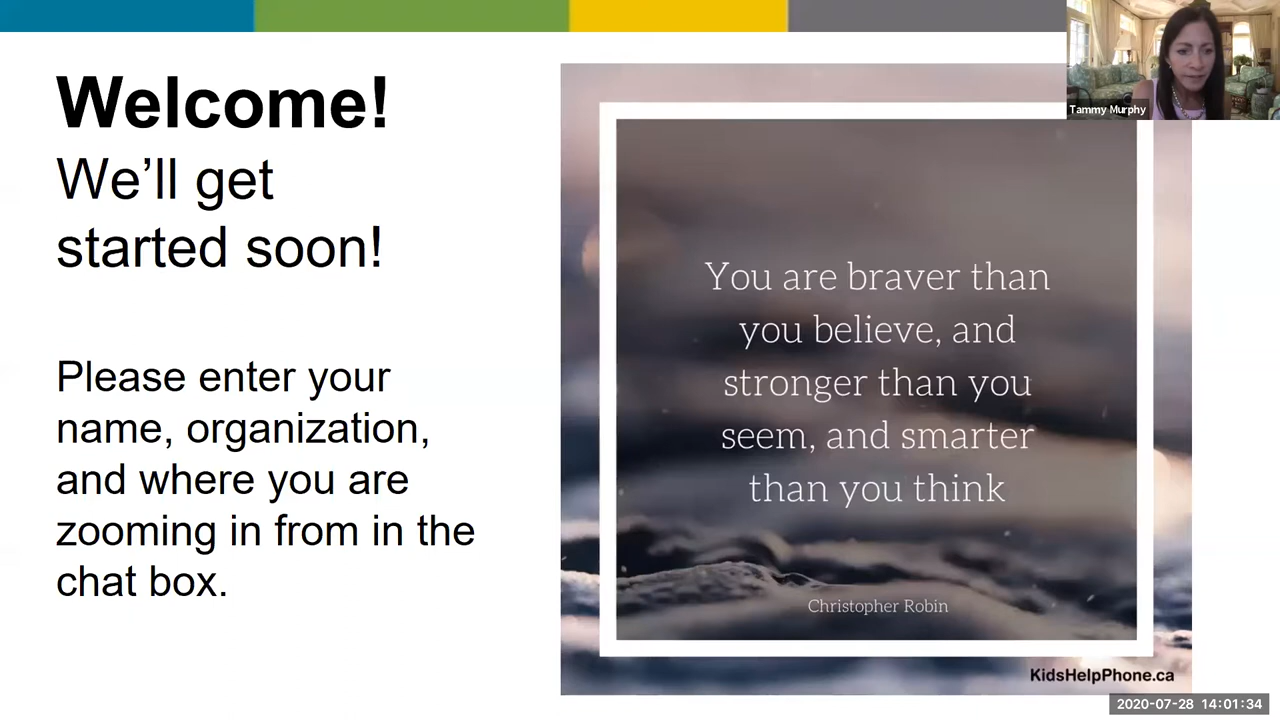 Welcome!
We’ll get
started soon!
Please enter your
name, organization,
and where you are
zooming in from in the
chat box.
Tammy Murphy
You are braver than
you believe, and
stronger than you
seem, and smarter
than you think
Christopher Robin
KidsHelpPhone.ca
2020-07-28 14:01:34